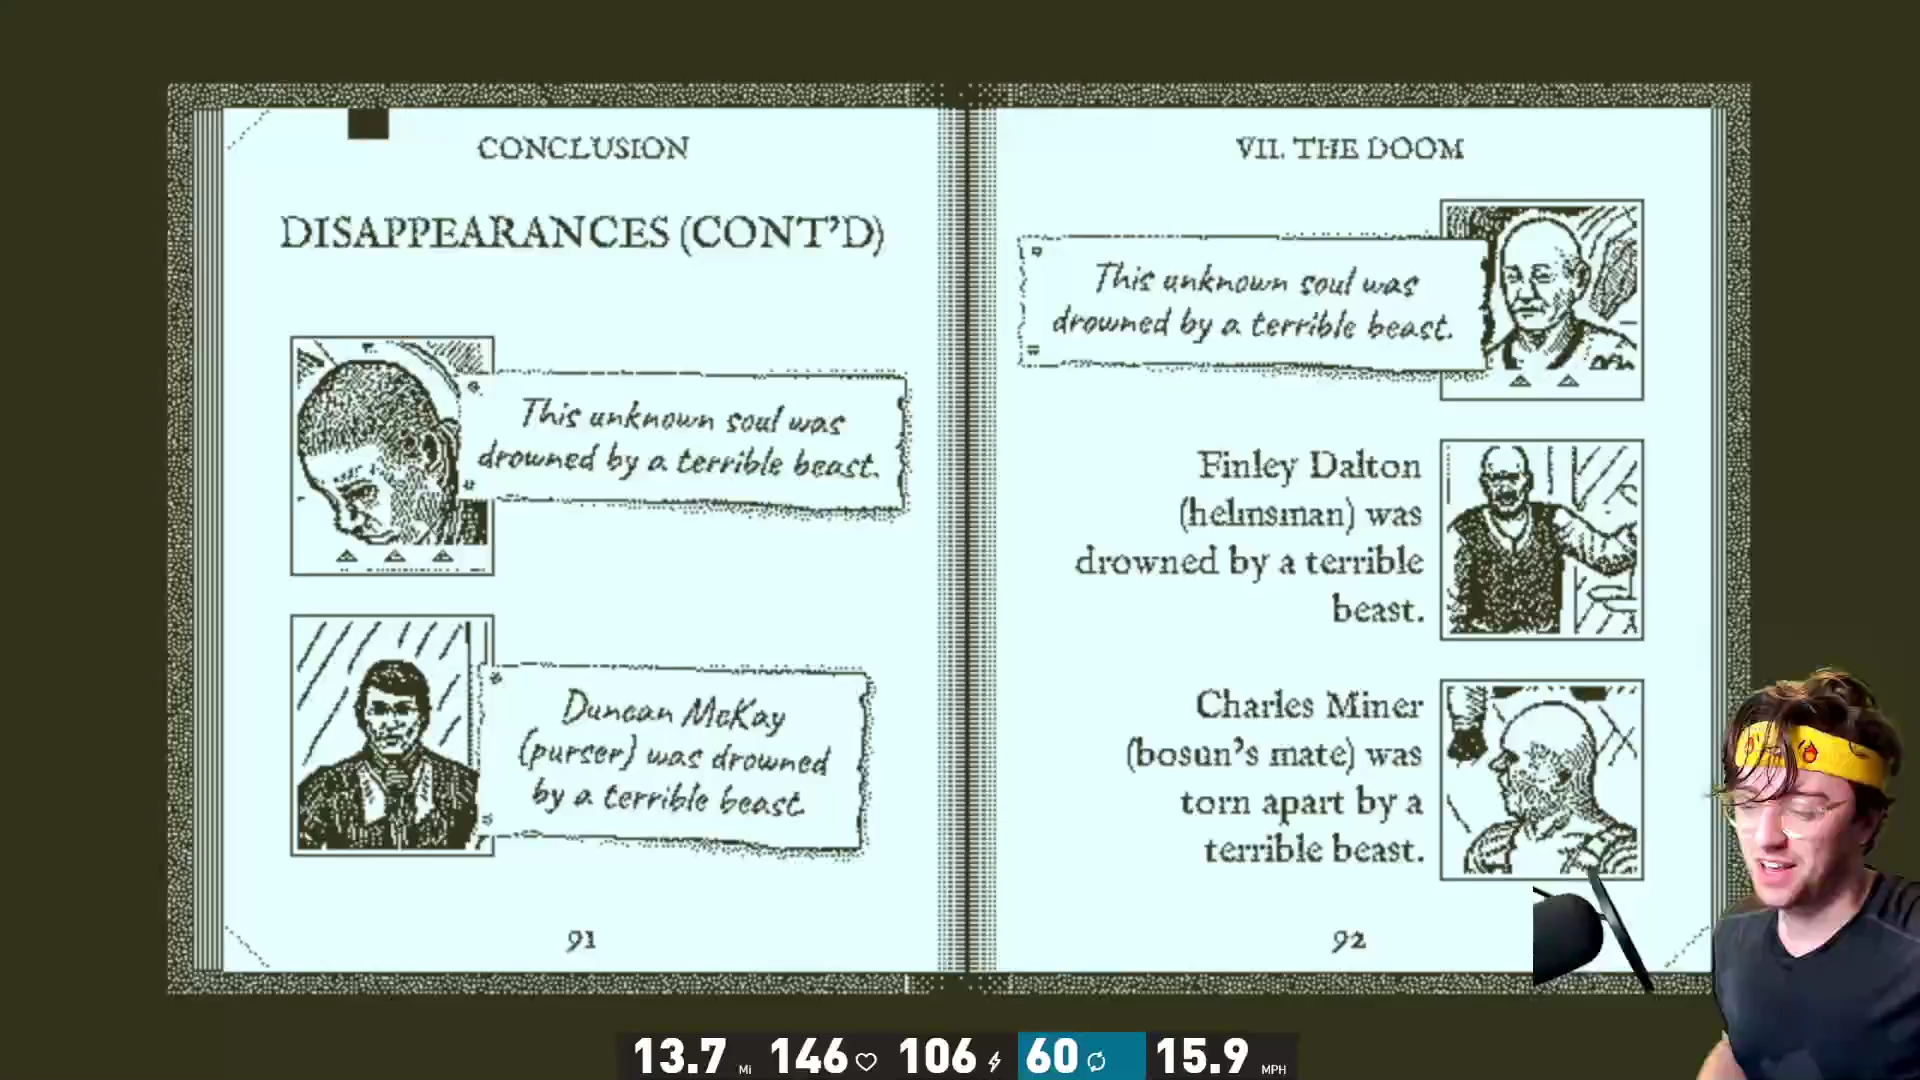 CONCLUSION
DISAPPEARANCES (CONT'D)
This unknown soul was
drowned by a terrible beast.
Duncan McKay
(purser) was drowned
by a terrible beast.
91
VII. THE DOOM
This unknown soul was
drowned by a terrible beast.
Finley Dalton
(helmsman) was
drowned by a terrible
beast.
Charles Miner
(bosun's mate) was
torn apart by a
terrible beast.
92
13.7 Mi 146 106 60 15.9 MPH